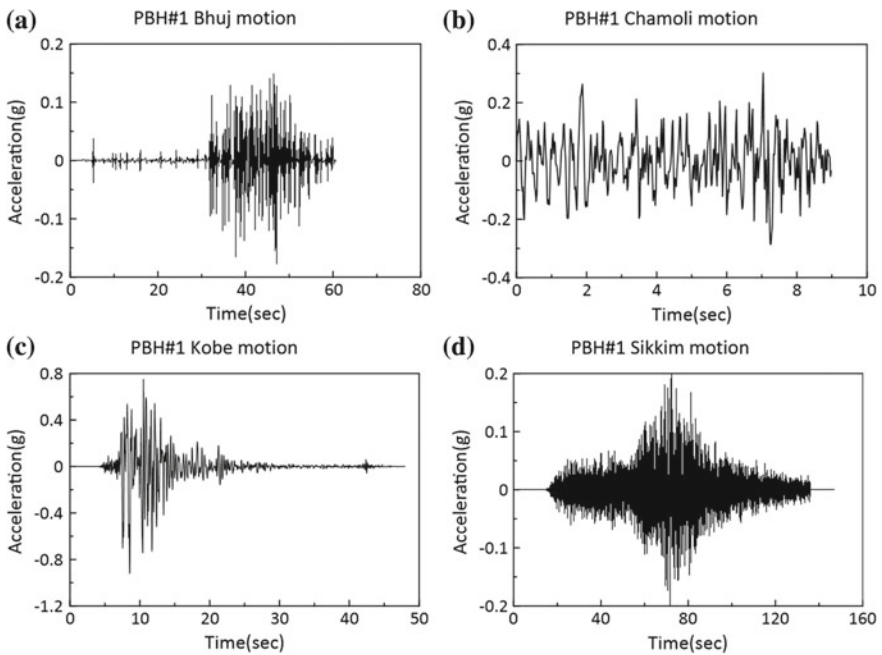 (a) PBH#1 Bhuj motion
Acceleration(g)
0.2
0.1
0
-0.1
-0.2
0 20 40 60 80
Time(sec)
(b) PBH#1 Chamoli motion
Acceleration(g)
0.4
0.2
0
-0.2
-0.4
0 2 4 6 8 10
Time(sec)
(c) PBH#1 Kobe motion
Acceleration(g)
0.8
0.4
0
-0.4
-0.8
-1.2
0 10 20 30 40 50
Time(sec)
(d) PBH#1 Sikkim motion
Acceleration(g)
0.2
0.1
0
-0.1
-0.2
0 40 80 120 160
Time(sec)